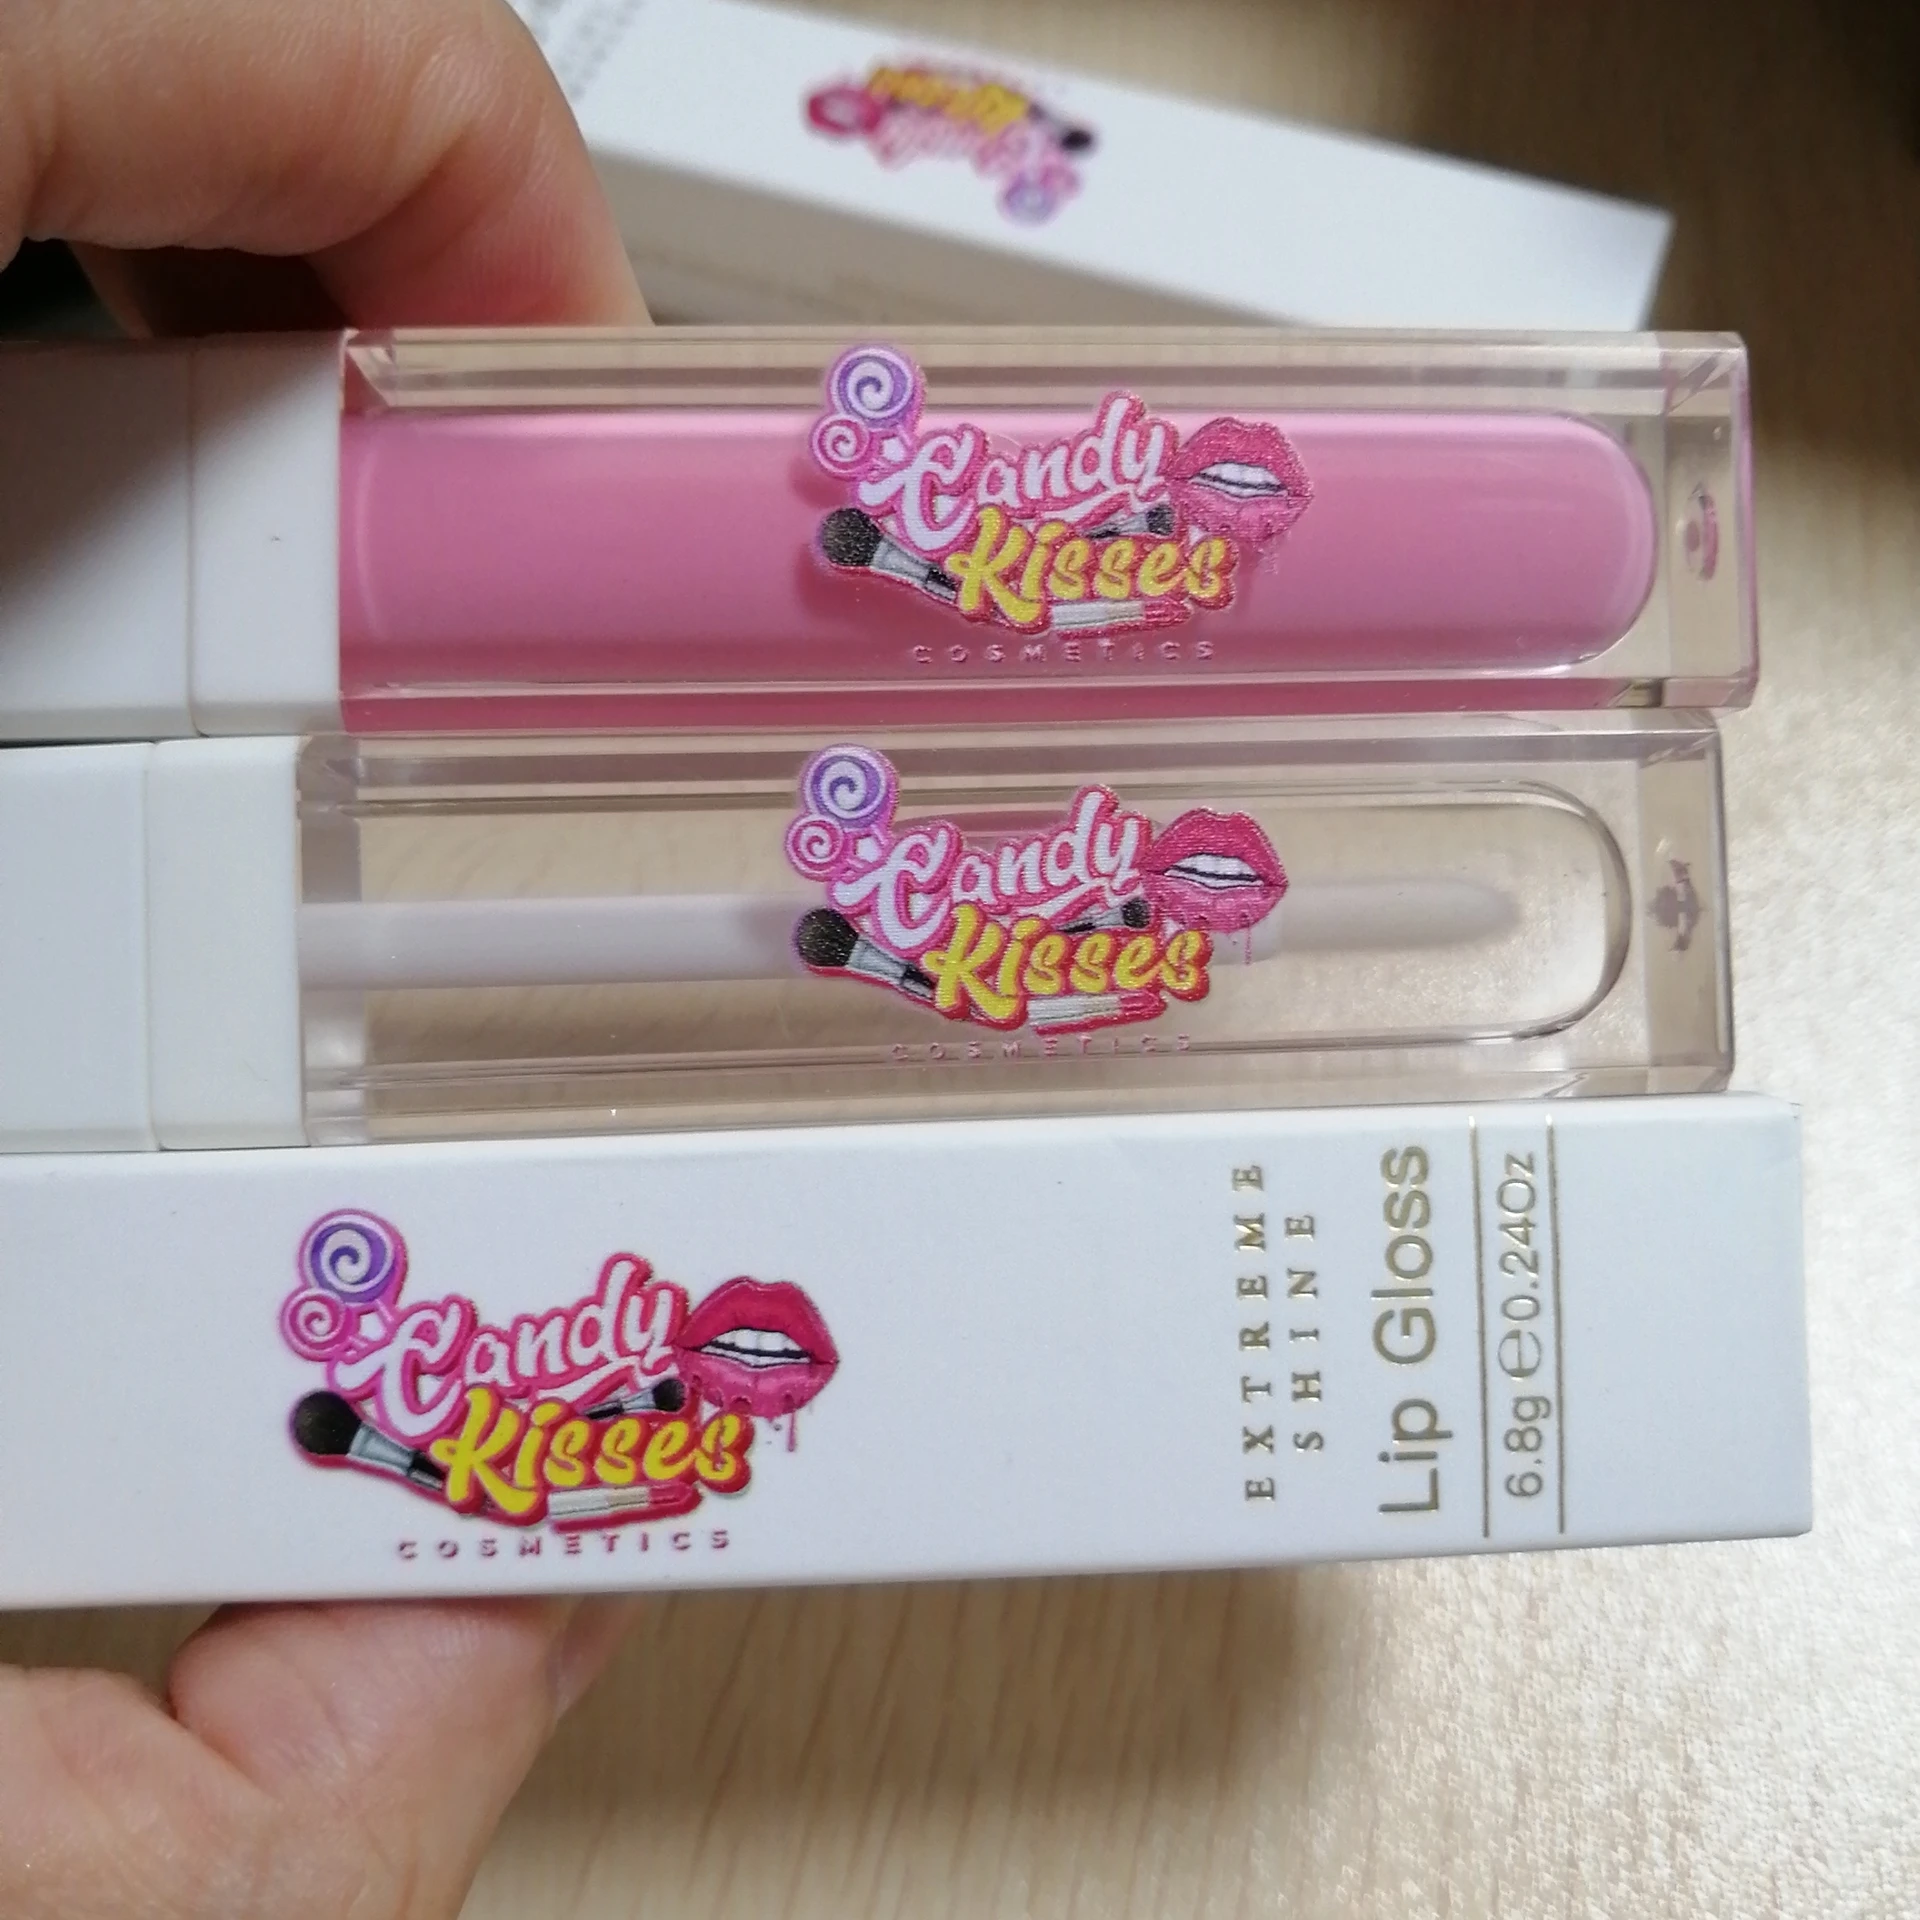 Candy
Kisses
COSMETICS
Candy
Kisses
COSMETICS
Candy
Kisses
COSMETICS
EXTREME
SHINE
Lip Gloss
6.8g ℮ 0.24Oz